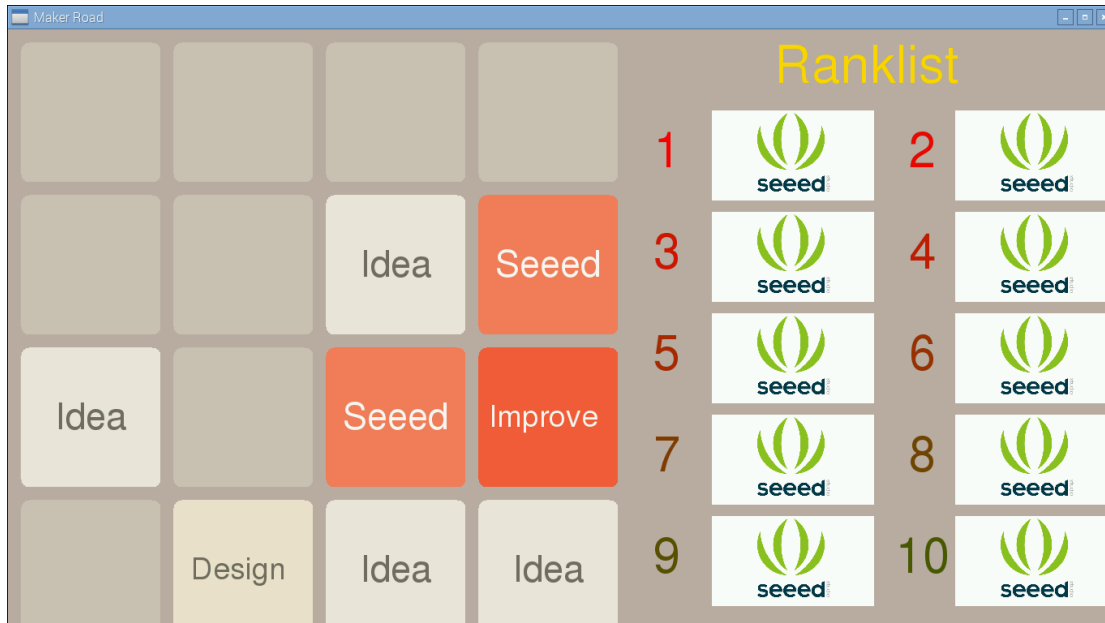 Maker Road
Ranklist
1 seeed 2 seeed
Idea Seeed 3 seeed 4 seeed
5 seeed 6 seeed
Idea Seeed Improve
7 seeed 8 seeed
Design Idea Idea 9 seeed 10 seeed